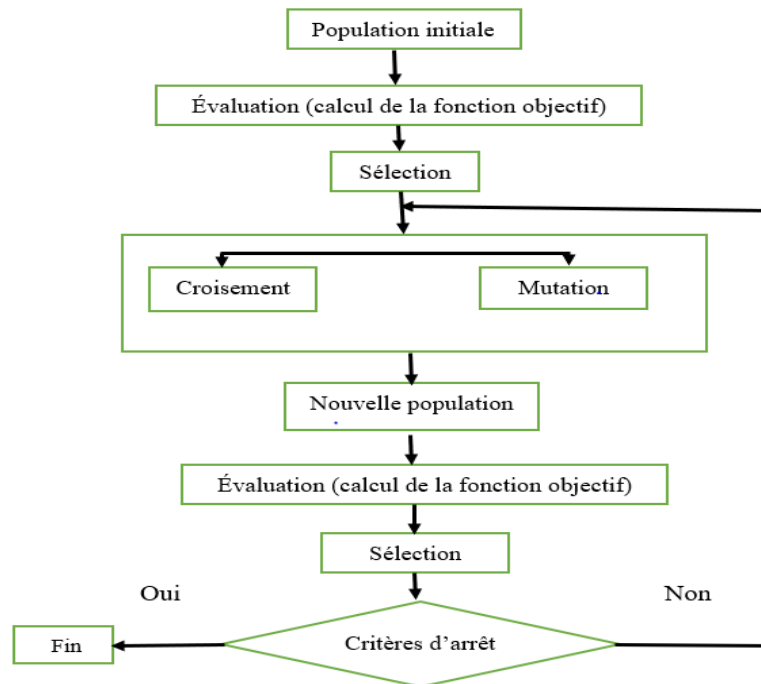 Population initiale
Évaluation (calcul de la fonction objectif)
Sélection
Croisement
Mutation
Nouvelle population
Évaluation (calcul de la fonction objectif)
Sélection
Oui
Non
Fin
Critères d’arrêt